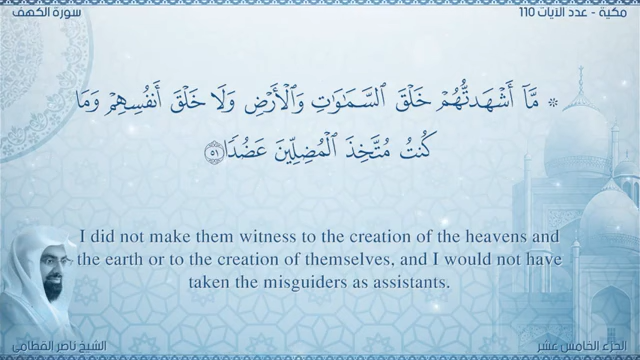 مكية - عدد الآيات 110
سورة الكهف
۞ مَّآ أَشْهَدتُّهُمْ خَلْقَ ٱلسَّمَٰوَٰتِ وَٱلْأَرْضِ وَلَا خَلْقَ أَنفُسِهِمْ وَمَا
كُنتُ مُتَّخِذَ ٱلْمُضِلِّينَ عَضُدًا ٥١
I did not make them witness to the creation of the heavens and
the earth or to the creation of themselves, and I would not have
taken the misguiders as assistants.
الجزء الخامس عشر
الشيخ ناصر القطامي